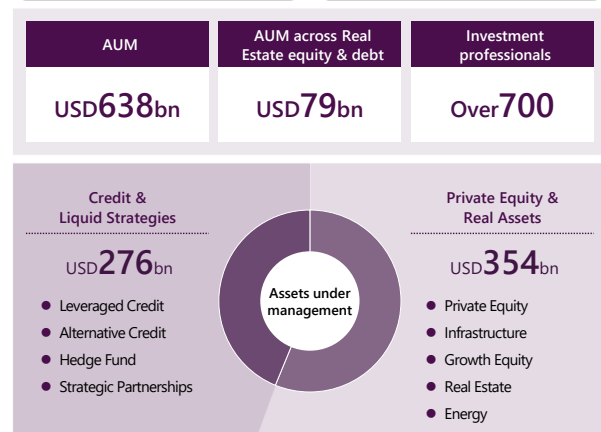 AUM
USD638bn
AUM across Real
Estate equity & debt
USD79bn
Investment
professionals
Over700
Credit &
Liquid Strategies
USD276bn
Leveraged Credit
Alternative Credit
Hedge Fund
Strategic Partnerships
Assets under
management
Private Equity &
Real Assets
USD354bn
Private Equity
Infrastructure
Growth Equity
Real Estate
Energy